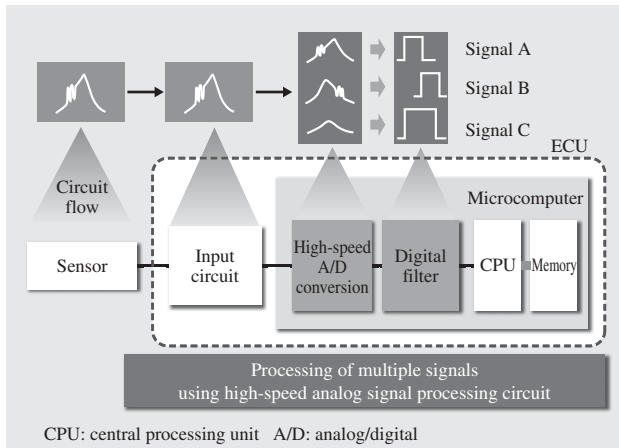 Signal A
Signal B
Signal C
ECU
Circuit
flow
Microcomputer
Sensor
Input
circuit
High-speed
A/D
conversion
Digital
filter
CPU
Memory
Processing of multiple signals
using high-speed analog signal processing circuit
CPU: central processing unit A/D: analog/digital